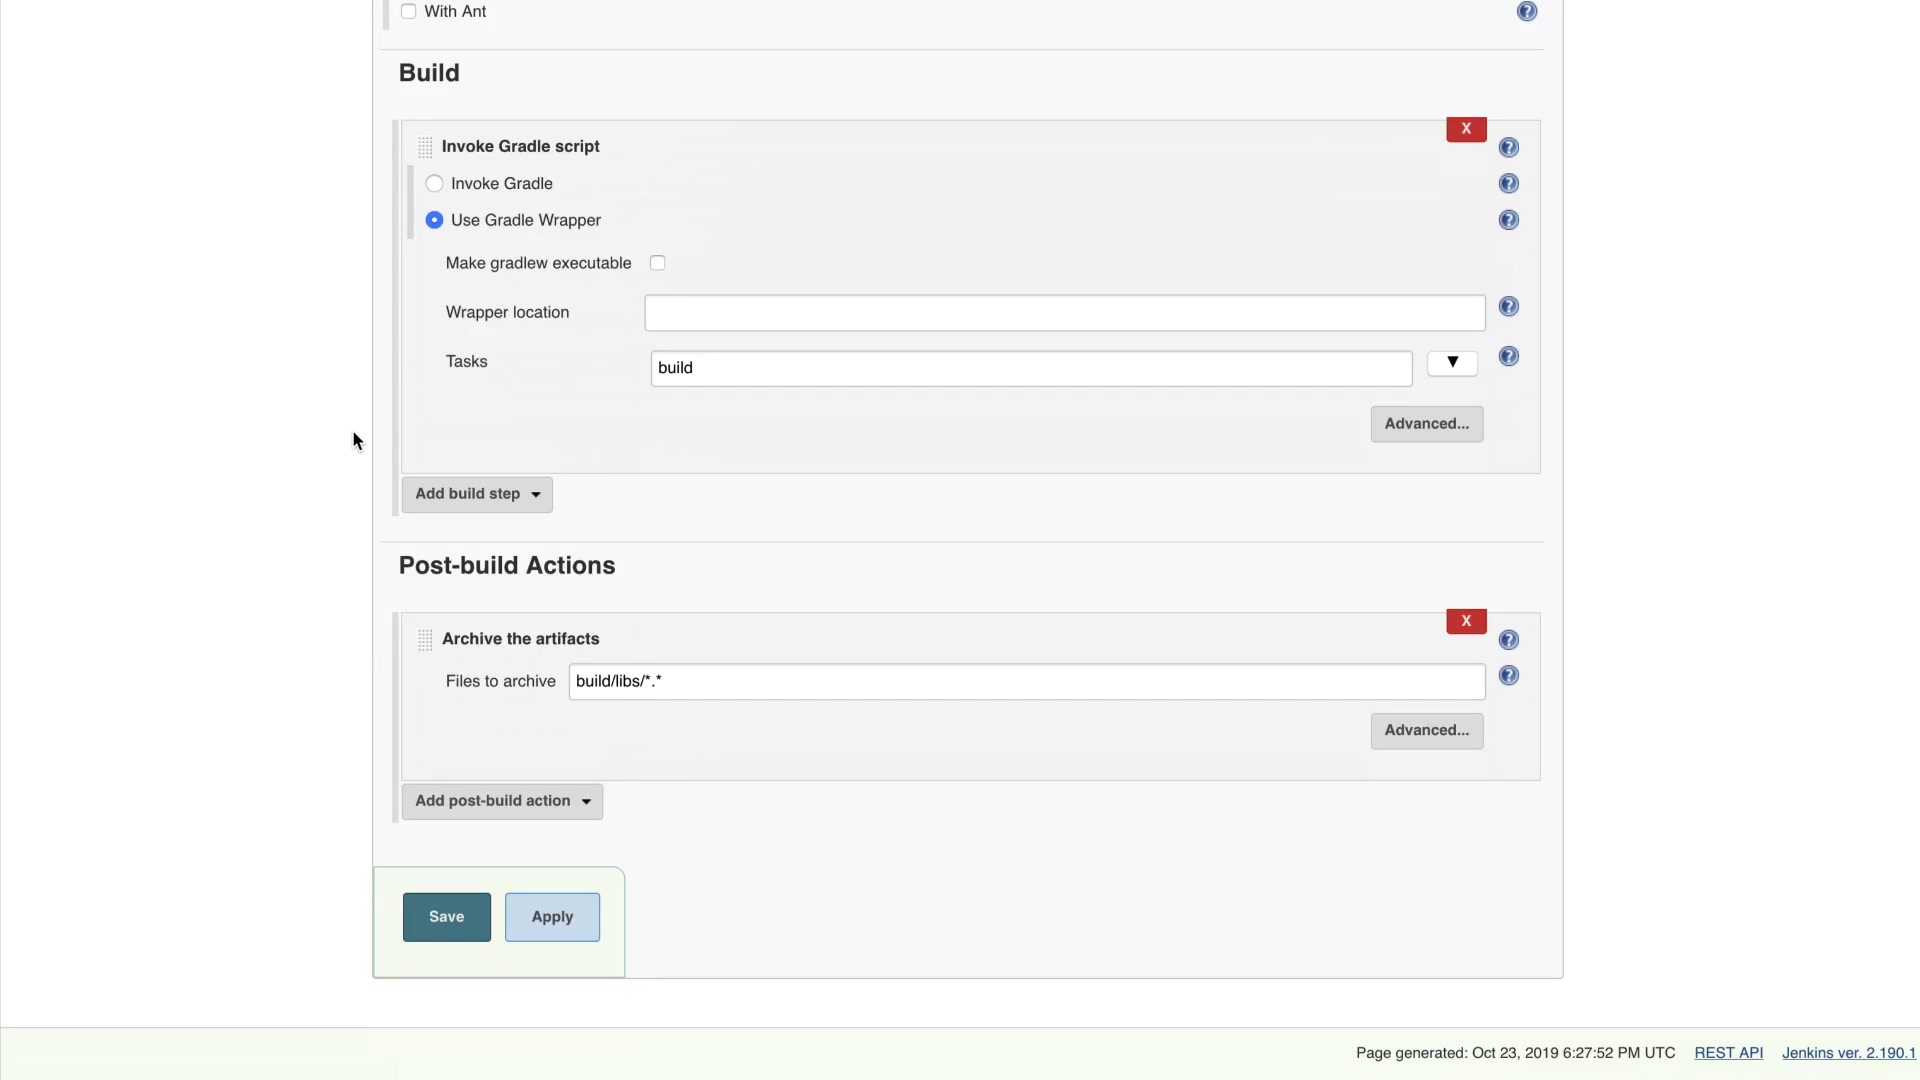 With Ant
Build
X
Invoke Gradle script
Invoke Gradle
Use Gradle Wrapper
Make gradlew executable
Wrapper location
Tasks build
Advanced...
Add build step
Post-build Actions
X
Archive the artifacts
Files to archive build/libs/*.*
Advanced...
Add post-build action
Save Apply
Page generated: Oct 23, 2019 6:27:52 PM UTC REST API Jenkins ver. 2.190.1